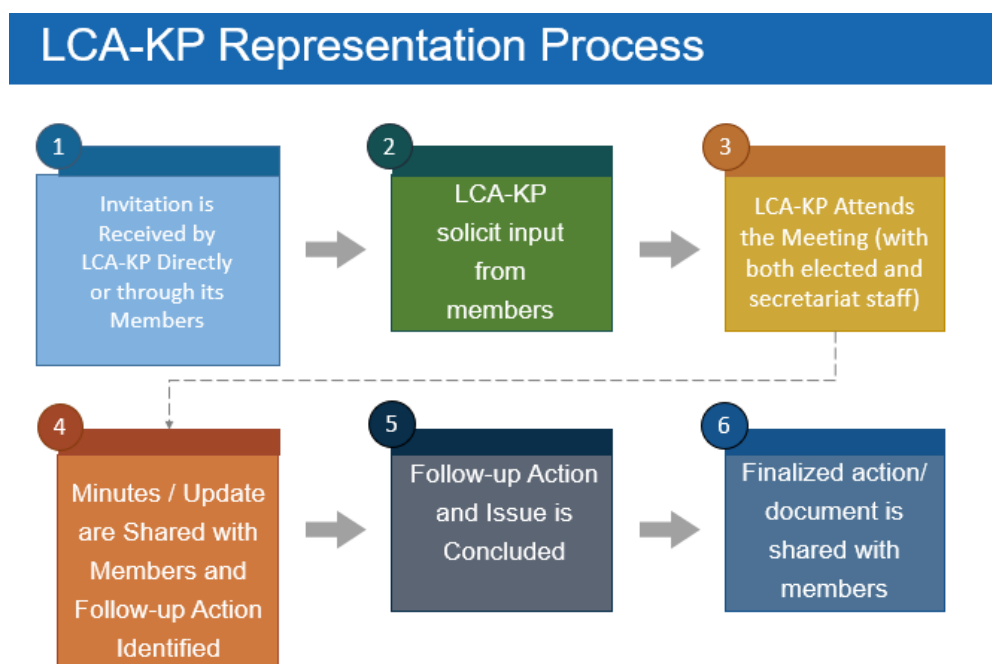 LCA-KP Representation Process
1
Invitation is
Received by
LCA-KP Directly
or through its
Members
2
LCA-KP
solicit input
from
members
3
LCA-KP Attends
the Meeting (with
both elected and
secretariat staff)
4
Minutes / Update
are Shared with
Members and
Follow-up Action
Identified
5
Follow-up Action
and Issue is
Concluded
6
Finalized action/
document is
shared with
members